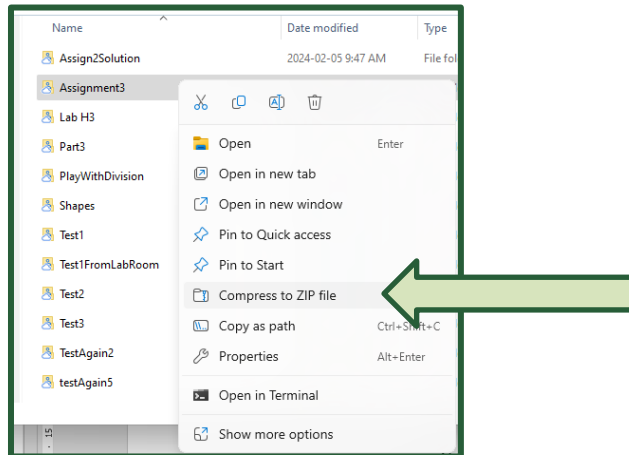 Name Date modified Type
Assign2Solution 2024-02-05 9:47 AM File fol
Assignment3
Lab H3
Part3
PlayWithDivision
Shapes
Test1
Test1FromLabRoom
Test2
Test3
TestAgain2
testAgain5
Open Enter
Open in new tab
Open in new window
Pin to Quick access
Pin to Start
Compress to ZIP file
Copy as path Ctrl+Shift+C
Properties Alt+Enter
Open in Terminal
Show more options
15